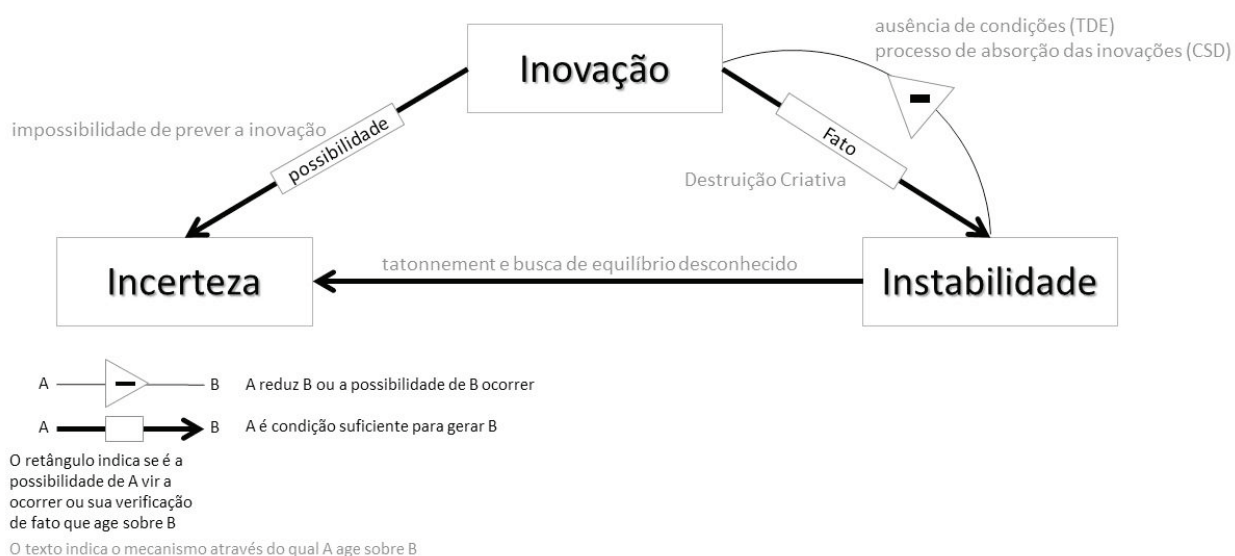 ausência de condições (TDE)
processo de absorção das inovações (CSD)
Inovação
impossibilidade de prever a inovação
possibilidade
Fato
Destruição Criativa
Incerteza
tatonnement e busca de equilíbrio desconhecido
Instabilidade
A - B A reduz B ou a possibilidade de B ocorrer
A B A é condição suficiente para gerar B
O retângulo indica se é a
possibilidade de A vir a
ocorrer ou sua verificação
de fato que age sobre B
O texto indica o mecanismo através do qual A age sobre B